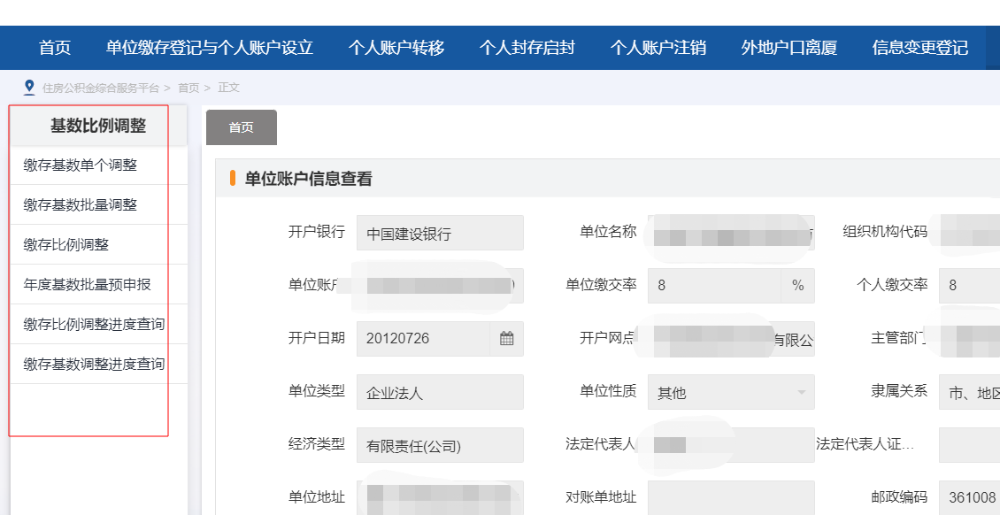 首页 单位缴存登记与个人账户设立 个人账户转移 个人封存启封 个人账户注销 外地户口离厦 信息变更登记
住房公积金综合服务平台 > 首页 > 正文
基数比例调整
缴存基数单个调整
缴存基数批量调整
缴存比例调整
年度基数批量预申报
缴存比例调整进度查询
缴存基数调整进度查询
首页
单位账户信息查看
开户银行 中国建设银行 单位名称 组织机构代码
单位账户 单位缴交率 8 % 个人缴交率 8
开户日期 20120726 开户网点 有限公 主管部门
单位类型 企业法人 单位性质 其他 隶属关系 市、地区
经济类型 有限责任(公司) 法定代表人 法定代表人证...
单位地址 对账单地址 邮政编码 361008